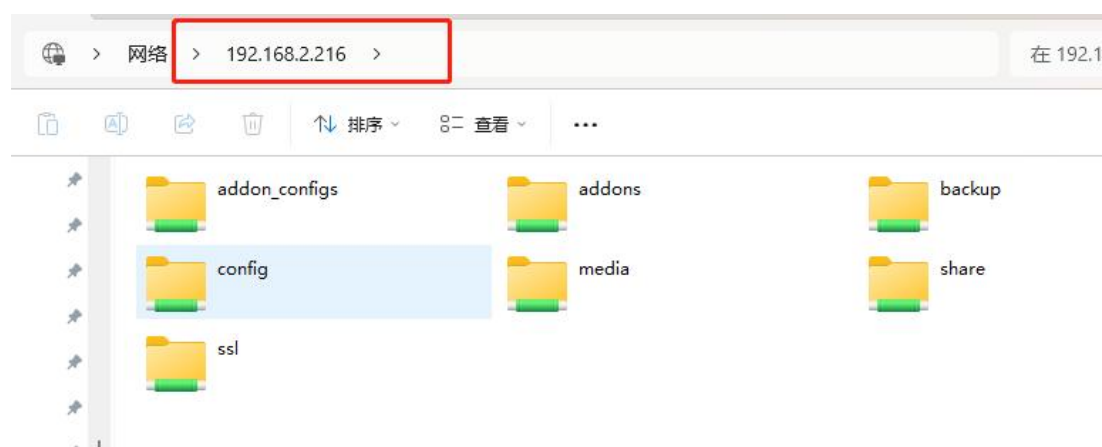 网络 > 192.168.2.216 >
在 192.1
排序 查看
addon_configs addons backup
config media share
ssl